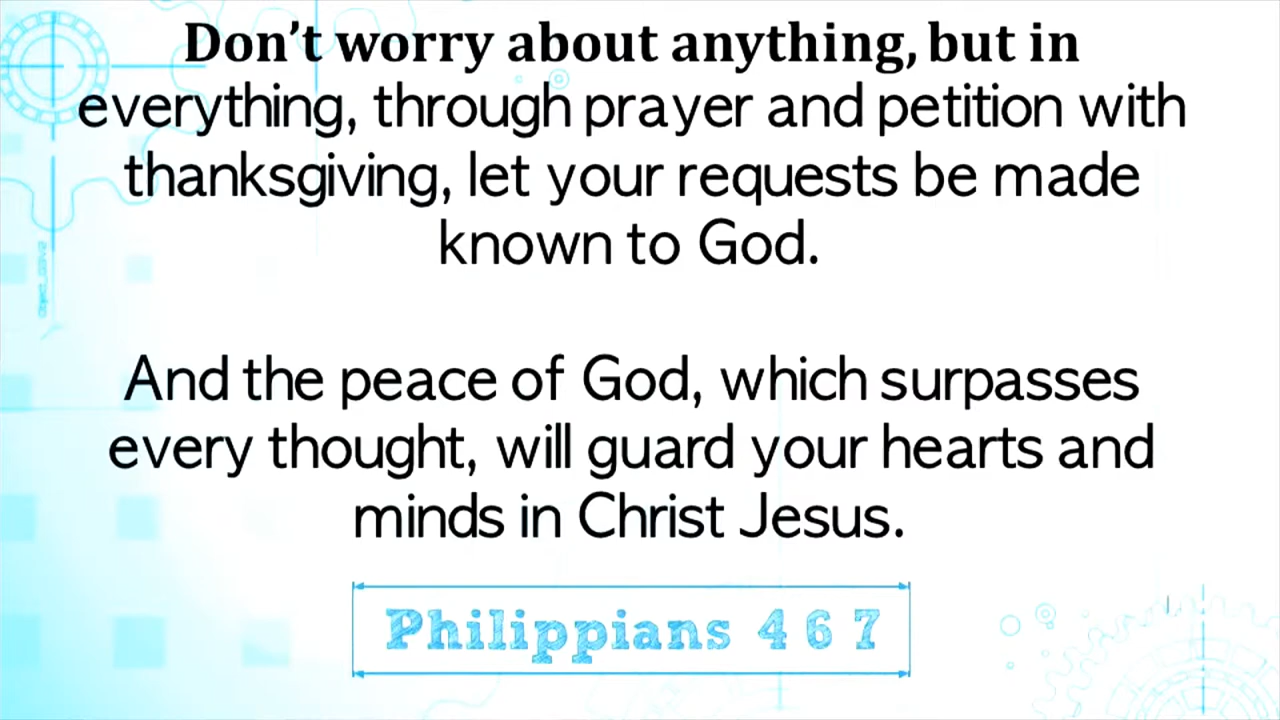 Don’t worry about anything, but in
everything, through prayer and petition with
thanksgiving, let your requests be made
known to God.
And the peace of God, which surpasses
every thought, will guard your hearts and
minds in Christ Jesus.
Philippians 4 6 7